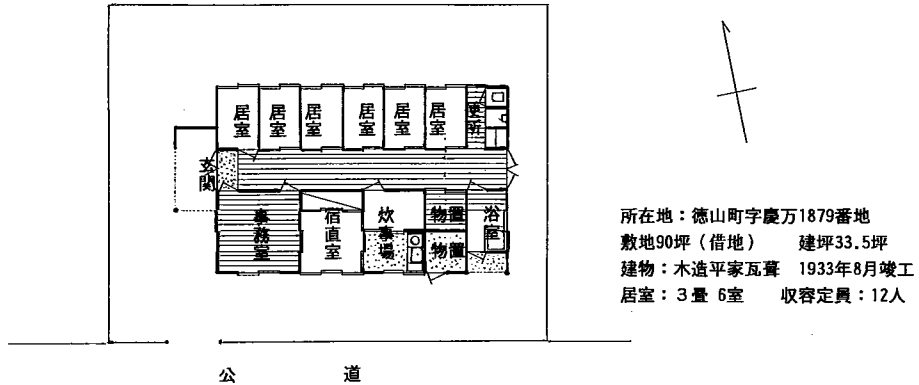 居室
居室
居室
居室
居室
居室
便所
玄関
事務室
宿直室
炊事場
物置
物置
浴室
所在地：徳山町字慶万1879番地
敷地90坪（借地） 建坪33.5坪
建物：木造平家瓦葺 1933年8月竣工
居室：３畳 6室 収容定員：12人
公 道